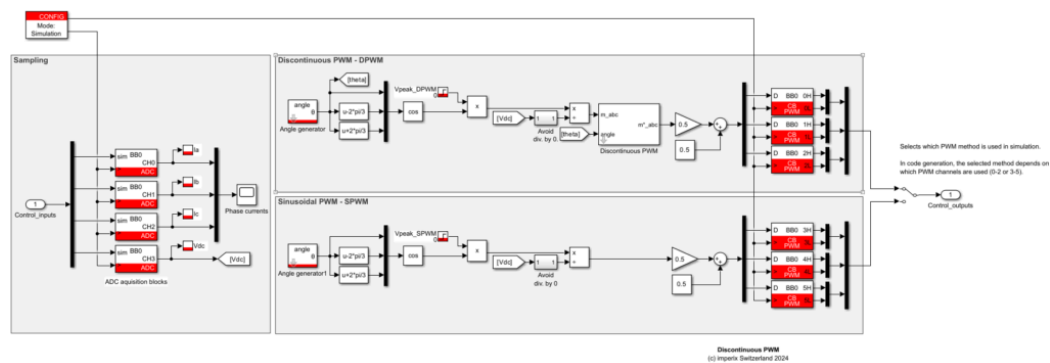 CONFIG
Mode:
Simulation
Sampling
Control_inputs
1
sim BB0
CH0
ADC
sim BB0
CH1
ADC
sim BB0
CH2
ADC
sim BB0
CH3
ADC
Ia
Ib
Ic
Vdc
[Vdc]
Phase currents
ADC aquisition blocks
Discontinuous PWM - DPWM
[theta]
angle
θ
Angle generator
u-2*pi/3
u+2*pi/3
cos
Vpeak_DPWM
x
[Vdc]
Avoid
div. by 0.
x
÷
[theta]
m_abc
angle
m*_abc
Discontinuous PWM
0.5
0.5
D BB0 0H
CB
PWM
0L
D BB0 1H
CB
PWM
1L
D BB0 2H
CB
PWM
2L
Sinusoidal PWM - SPWM
angle
θ
Angle generator1
u-2*pi/3
u+2*pi/3
cos
Vpeak_SPWM
x
[Vdc]
Avoid
div. by 0
x
÷
0.5
0.5
D BB0 3H
CB
PWM
3L
D BB0 4H
CB
PWM
4L
D BB0 5H
CB
PWM
5L
Selects which PWM method is used in simulation.
In code generation, the selected method depends on
which PWM channels are used (0-2 or 3-5).
1
Control_outputs
Discontinuous PWM
(c) imperix Switzerland 2024